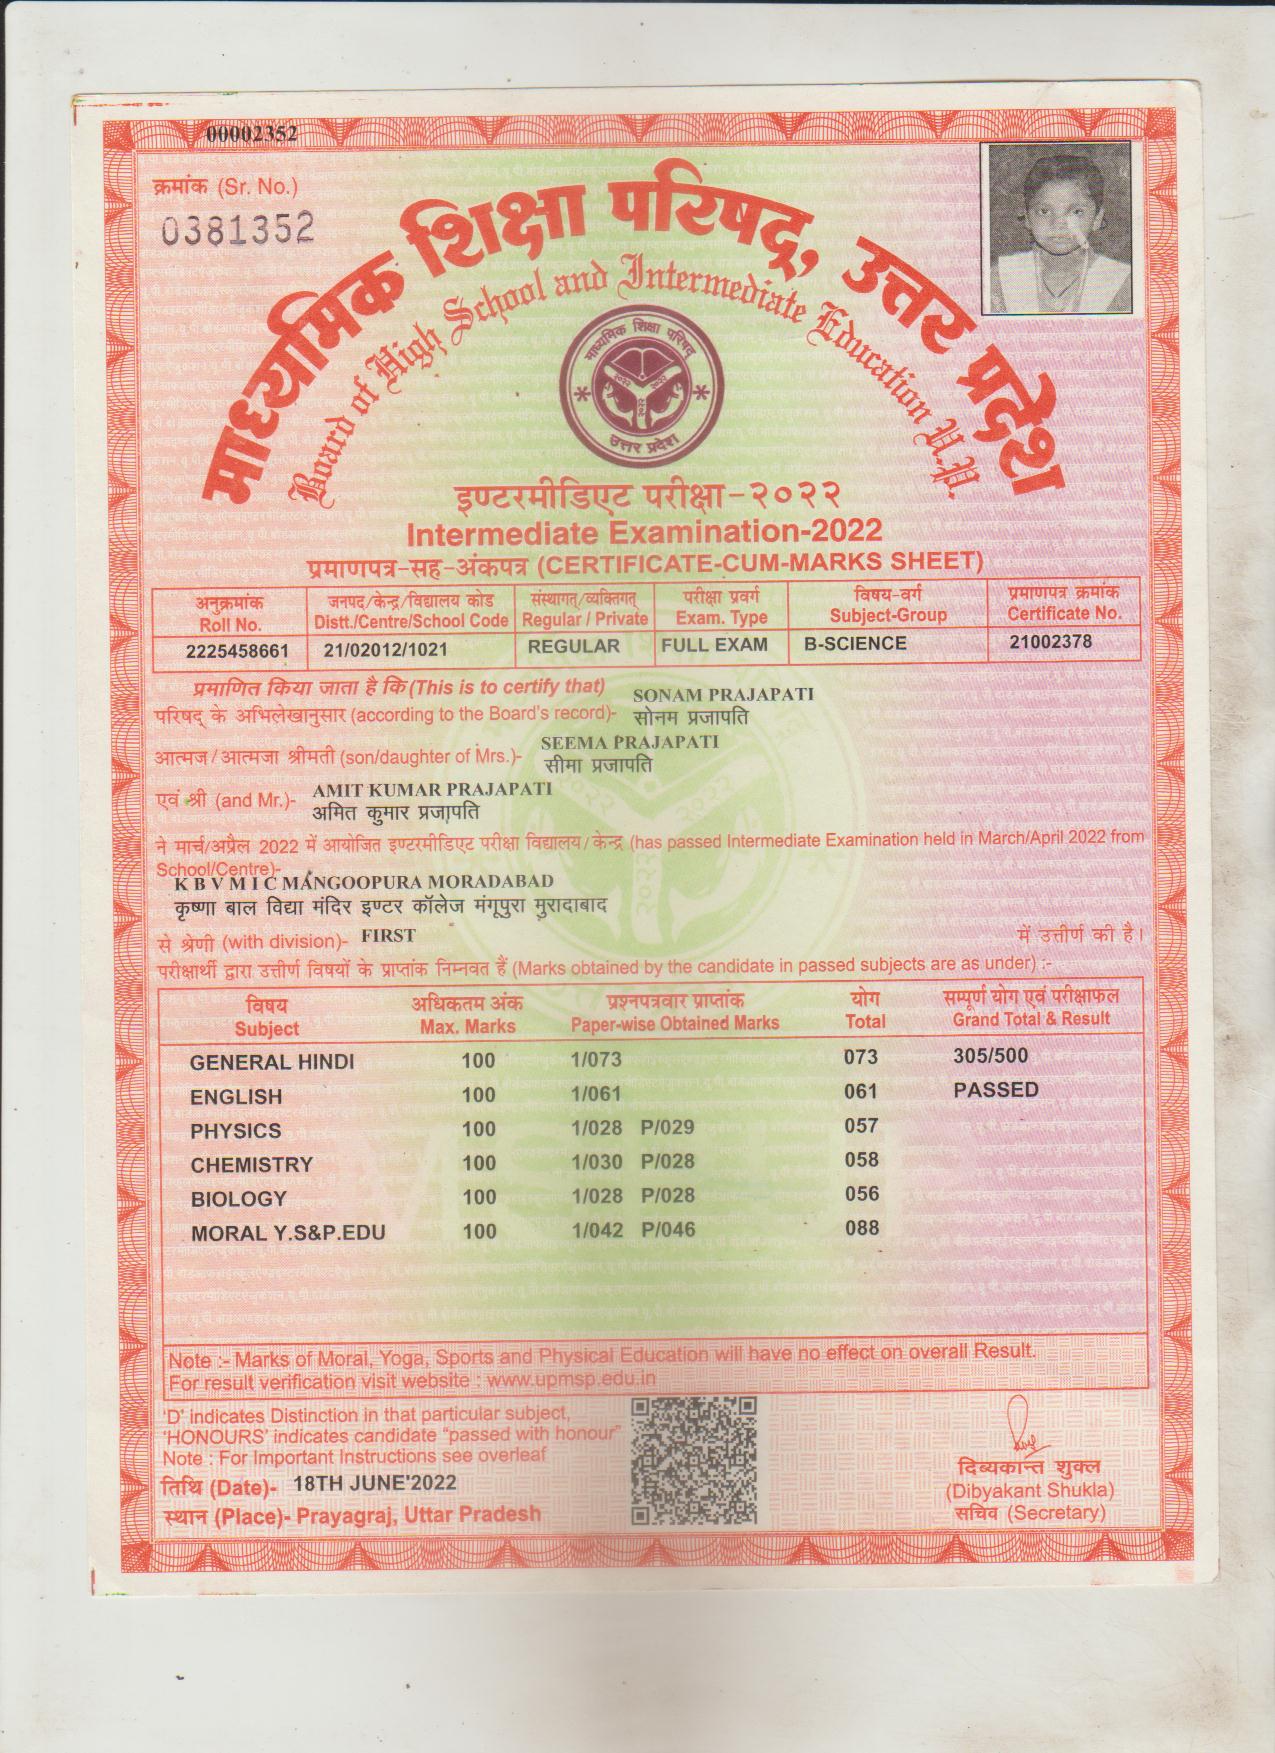 00002352
क्रमांक (Sr. No.)
0381352
माध्यमिक शिक्षा परिषद्, उत्तर प्रदेश
Board of High School and Intermediate Education U.P.
माध्यमिक शिक्षा परिषद्
उत्तर प्रदेश
इण्टरमीडिएट परीक्षा-२०२२
Intermediate Examination-2022
प्रमाणपत्र-सह-अंकपत्र (CERTIFICATE-CUM-MARKS SHEET)
अनुक्रमांक जनपद/केन्द्र/विद्यालय कोड संस्थागत्/व्यक्तिगत् परीक्षा प्रवर्ग विषय-वर्ग प्रमाणपत्र क्रमांक
Roll No. Distt./Centre/School Code Regular / Private Exam. Type Subject-Group Certificate No.
2225458661 21/02012/1021 REGULAR FULL EXAM B-SCIENCE 21002378
प्रमाणित किया जाता है कि (This is to certify that) SONAM PRAJAPATI
परिषद् के अभिलेखानुसार (according to the Board's record)- सोनम प्रजापति
SEEMA PRAJAPATI
आत्मज/आत्मजा श्रीमती (son/daughter of Mrs.)- सीमा प्रजापति
AMIT KUMAR PRAJAPATI
एवं श्री (and Mr.)- अमित कुमार प्रजापति
ने मार्च/अप्रैल 2022 में आयोजित इण्टरमीडिएट परीक्षा विद्यालय/केन्द्र (has passed Intermediate Examination held in March/April 2022 from
School/Centre)-
K B V M I C MANGOOPURA MORADABAD
कृष्णा बाल विद्या मंदिर इण्टर कॉलेज मंगूपुरा मुरादाबाद
से श्रेणी (with division)- FIRST में उत्तीर्ण की है।
परीक्षार्थी द्वारा उत्तीर्ण विषयों के प्राप्तांक निम्नवत हैं (Marks obtained by the candidate in passed subjects are as under) :-
विषय अधिकतम अंक प्रश्नपत्रवार प्राप्तांक योग सम्पूर्ण योग एवं परीक्षाफल
Subject Max. Marks Paper-wise Obtained Marks Total Grand Total & Result
GENERAL HINDI 100 1/073 073 305/500
ENGLISH 100 1/061 061 PASSED
PHYSICS 100 1/028 P/029 057
CHEMISTRY 100 1/030 P/028 058
BIOLOGY 100 1/028 P/028 056
MORAL Y.S&P.EDU 100 1/042 P/046 088
Note :- Marks of Moral, Yoga, Sports and Physical Education will have no effect on overall Result.
For result verification visit website : www.upmsp.edu.in
'D' indicates Distinction in that particular subject,
'HONOURS' indicates candidate "passed with honour"
Note : For Important Instructions see overleaf
तिथि (Date)- 18TH JUNE'2022
स्थान (Place)- Prayagraj, Uttar Pradesh
दिव्यकान्त शुक्ल
(Dibyakant Shukla)
सचिव (Secretary)